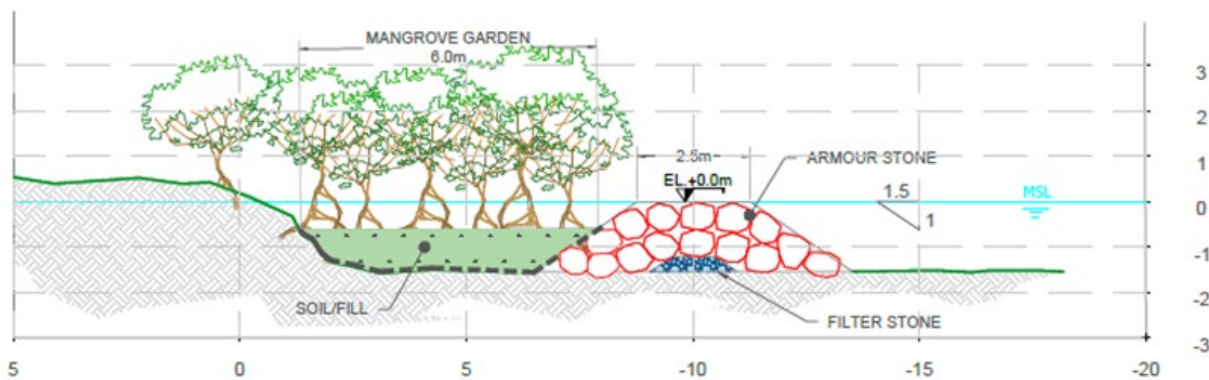 MANGROVE GARDEN
6.0m
3
2
2.5m
ARMOUR STONE
1
EL.+0.0m
1.5
MSL
0
1
-1
SOIL/FILL
-2
FILTER STONE
-3
5 0 5 -10 -15 -20